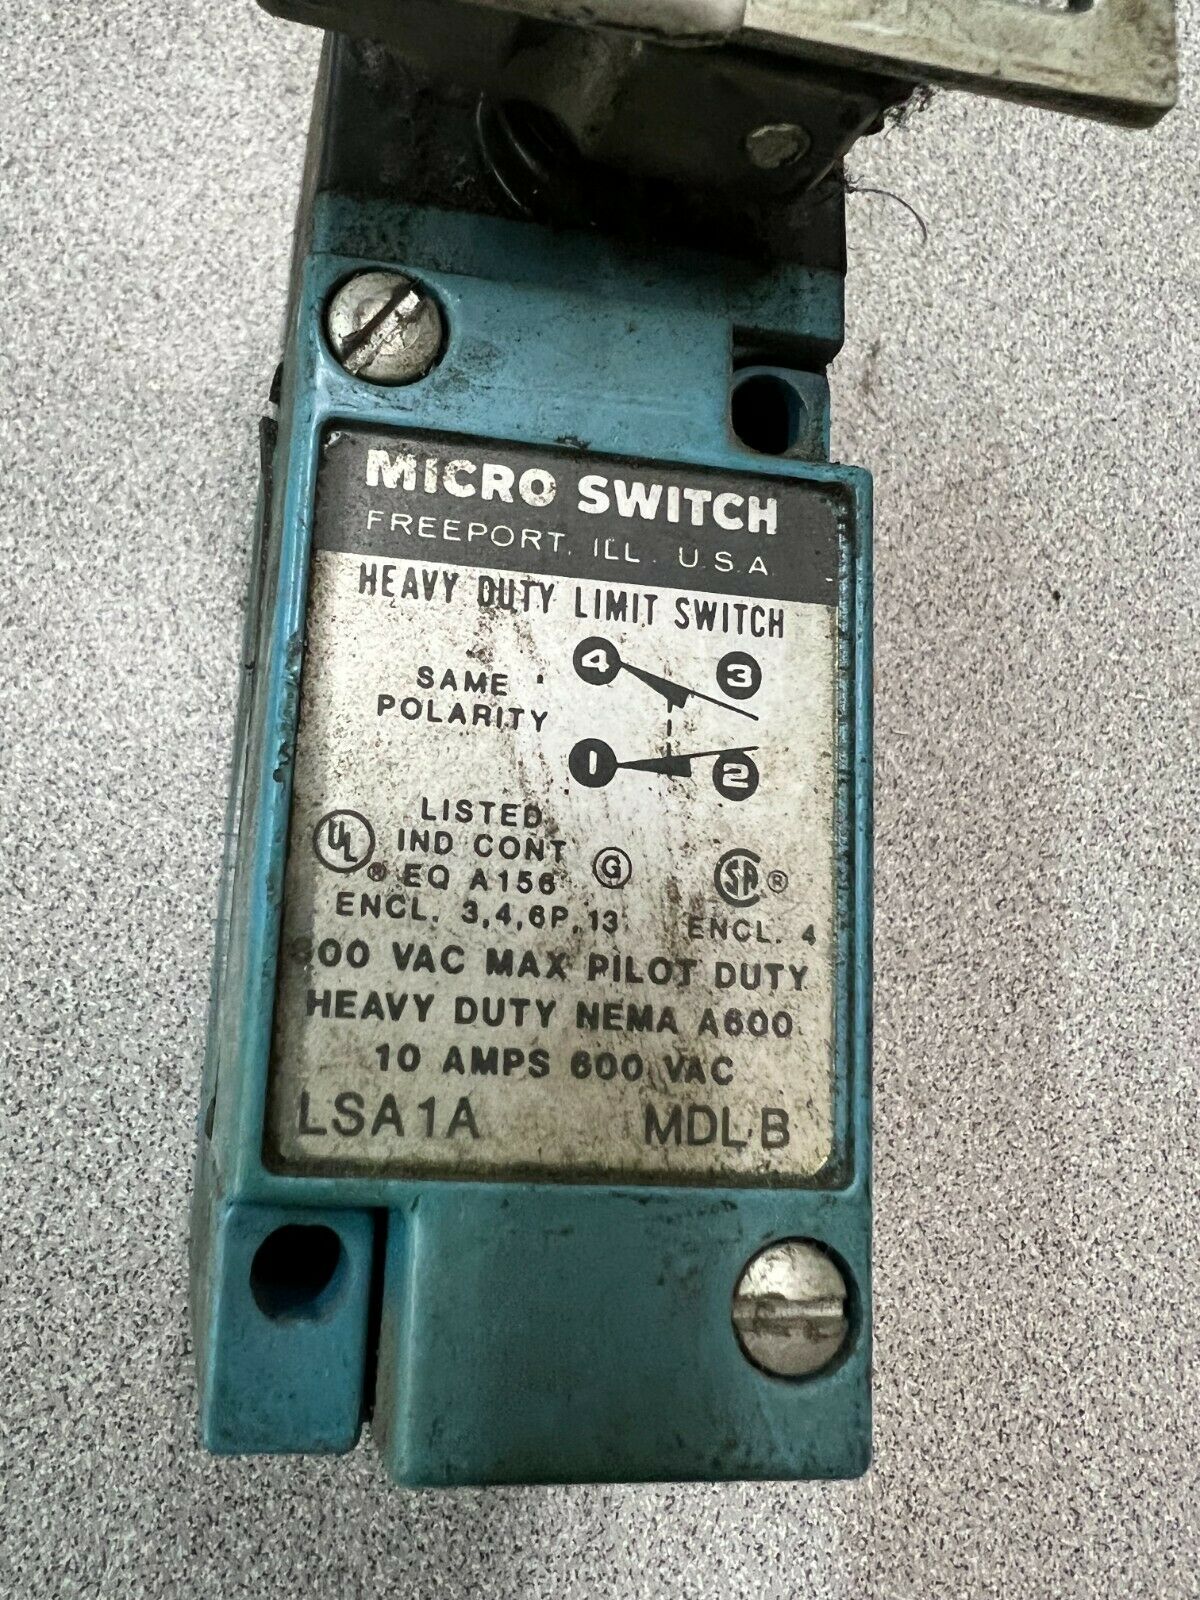 MICRO SWITCH
FREEPORT, ILL. U.S.A.
HEAVY DUTY LIMIT SWITCH
4 3
SAME
POLARITY
1 2
LISTED
UL IND CONT G SA ®
® EQ A156
ENCL. 3,4,6P,13 ENCL. 4
VAC MAX PILOT DUTY
HEAVY DUTY NEMA A600
10 AMPS 600 VAC
LSA1A MDL B